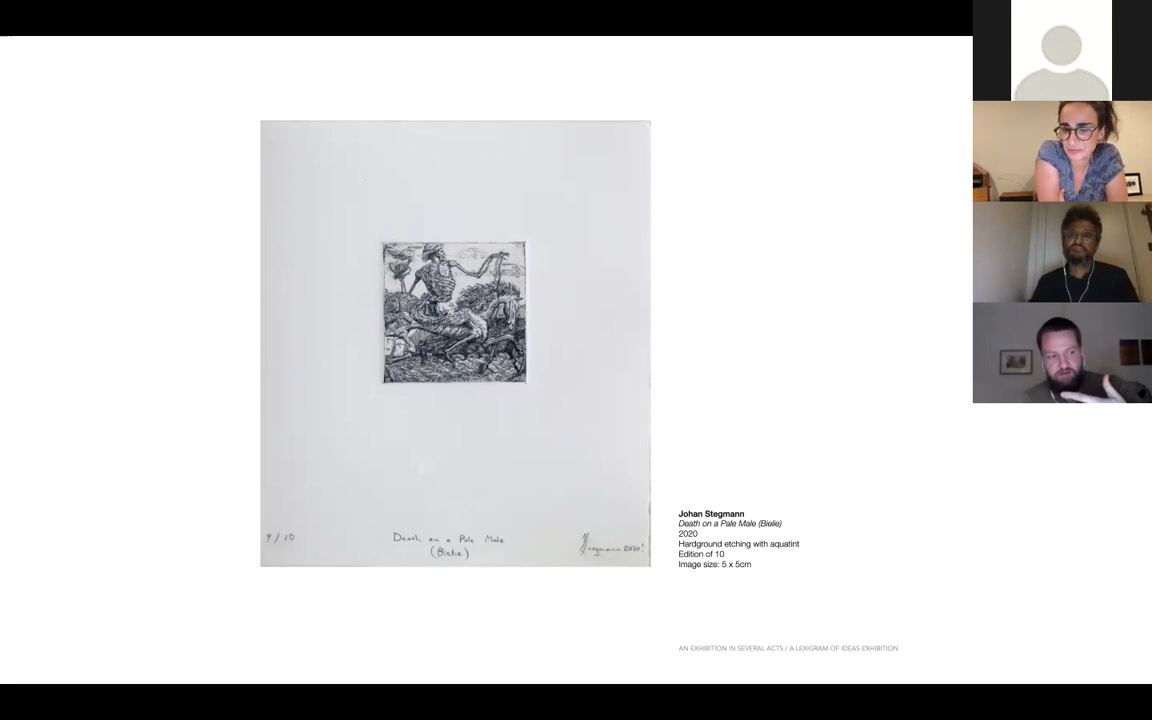 9/10
Death on a Pale Male
(Bielie)
Stegmann 2020!
Johan Stegmann
Death on a Pale Male (Bielie)
2020
Hardground etching with aquatint
Edition of 10
Image size: 5 x 5cm
AN EXHIBITION IN SEVERAL ACTS / A LEXIGRAM OF IDEAS EXHIBITION